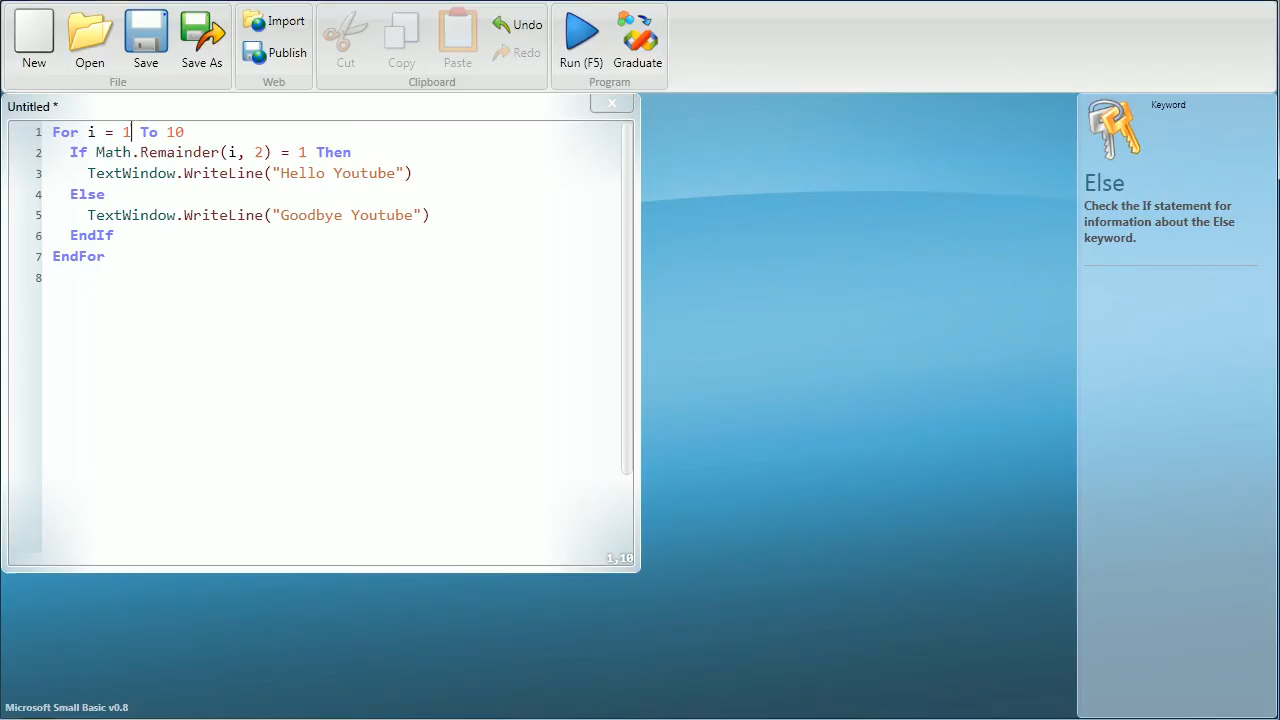 New
Open
Save
Save As
File
Import
Publish
Web
Cut
Copy
Paste
Undo
Redo
Clipboard
Run (F5)
Graduate
Program
Untitled *
X
1 For i = 1 To 10
2 If Math.Remainder(i, 2) = 1 Then
3 TextWindow.WriteLine("Hello Youtube")
4 Else
5 TextWindow.WriteLine("Goodbye Youtube")
6 EndIf
7 EndFor
8
1,10
Keyword
Else
Check the If statement for
information about the Else
keyword.
Microsoft Small Basic v0.8